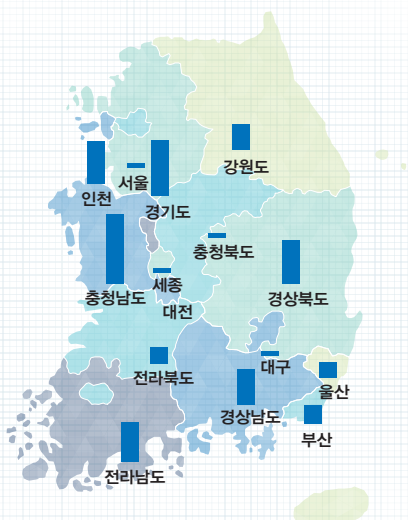 강원도
서울
인천
경기도
충청북도
세종
충청남도
경상북도
대전
대구
전라북도
울산
경상남도
부산
전라남도